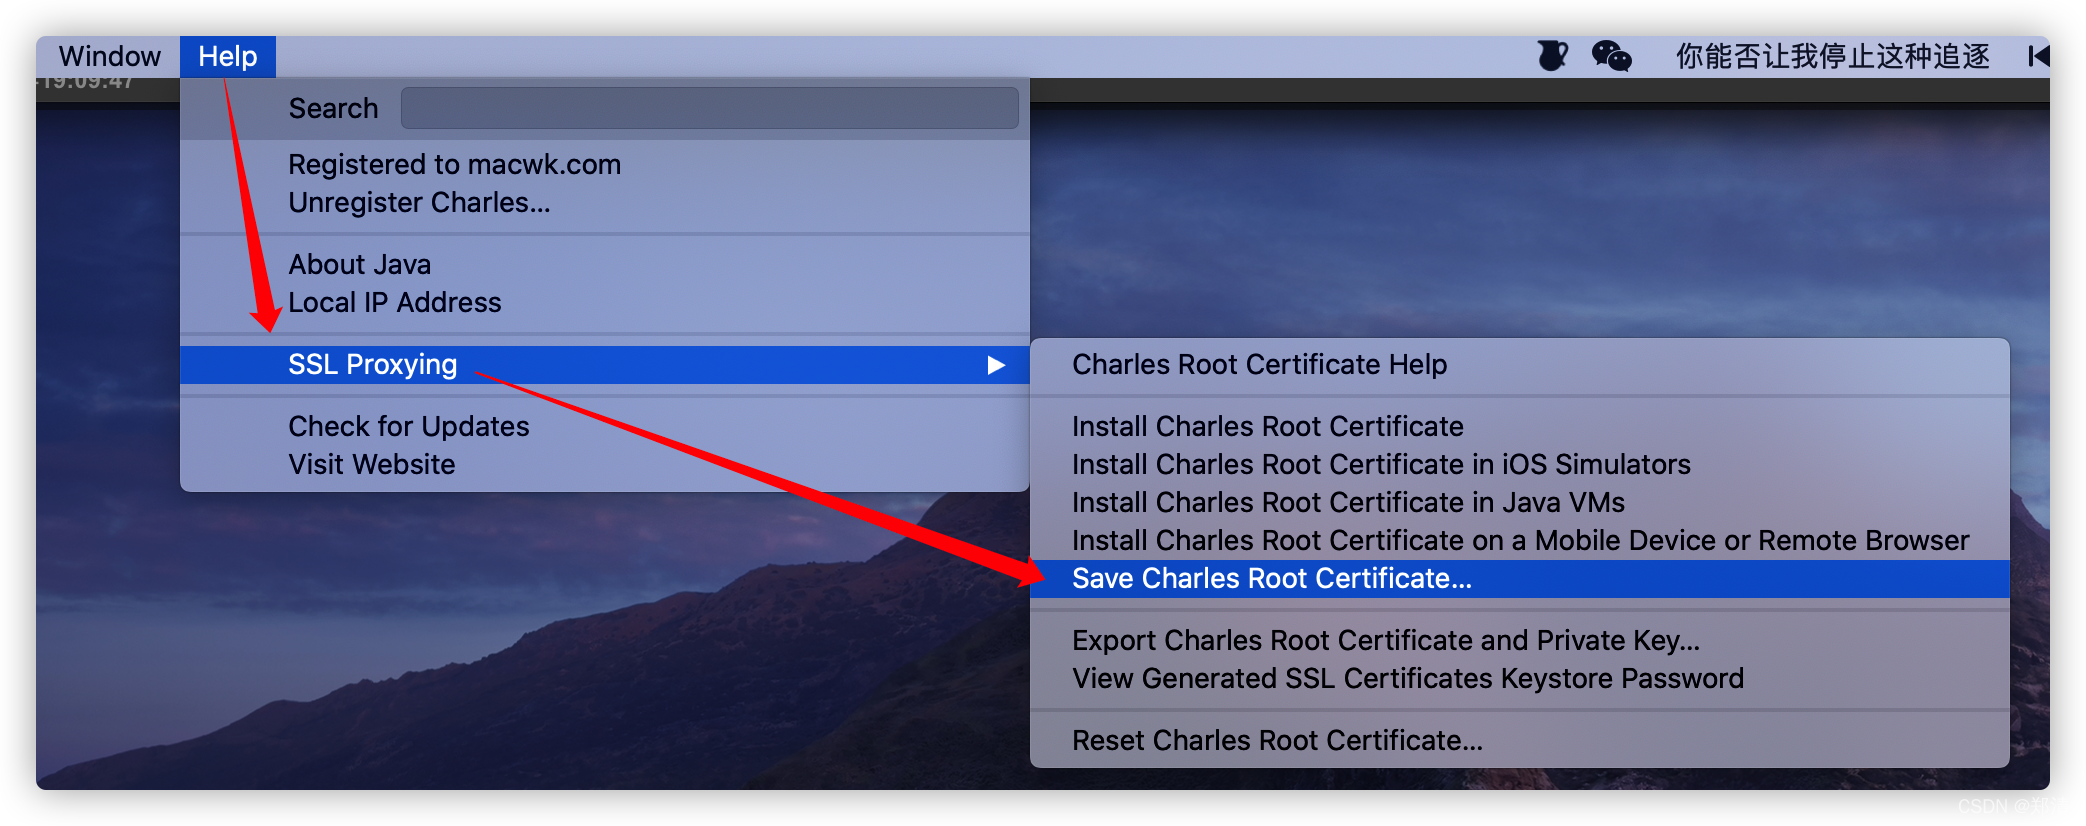 Window Help 你能否让我停止这种追逐
-19:09:47
Search
Registered to macwk.com
Unregister Charles...
About Java
Local IP Address
SSL Proxying
Check for Updates
Visit Website
Charles Root Certificate Help
Install Charles Root Certificate
Install Charles Root Certificate in iOS Simulators
Install Charles Root Certificate in Java VMs
Install Charles Root Certificate on a Mobile Device or Remote Browser
Save Charles Root Certificate...
Export Charles Root Certificate and Private Key...
View Generated SSL Certificates Keystore Password
Reset Charles Root Certificate...
CSDN @郑